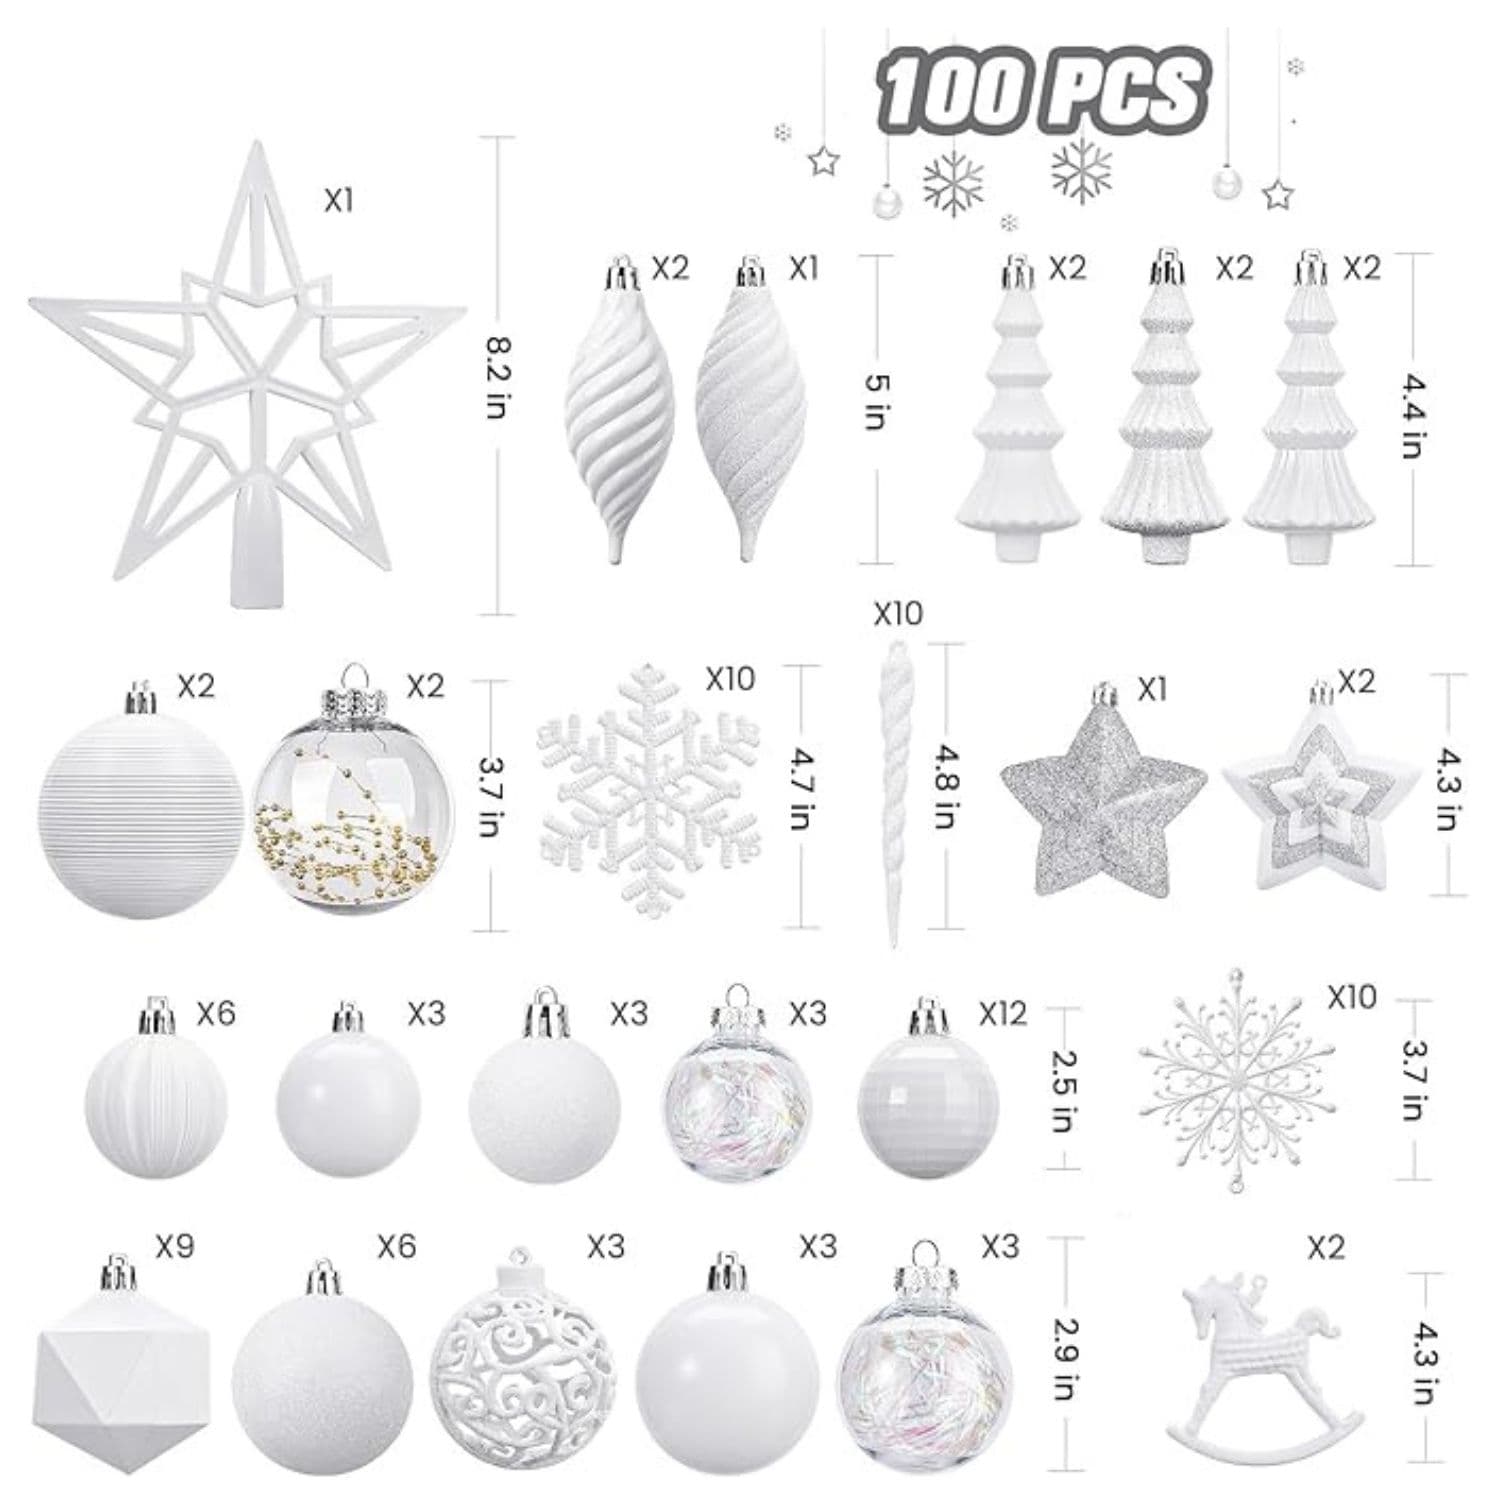 100 PCS
X1
8.2 in
X2
X1
5 in
X2
X2
X2
4.4 in
X2
X2
3.7 in
X10
4.7 in
X10
4.8 in
X1
X2
4.3 in
X6
X3
X3
X3
X12
2.5 in
X10
3.7 in
X9
X6
X3
X3
X3
2.9 in
X2
4.3 in